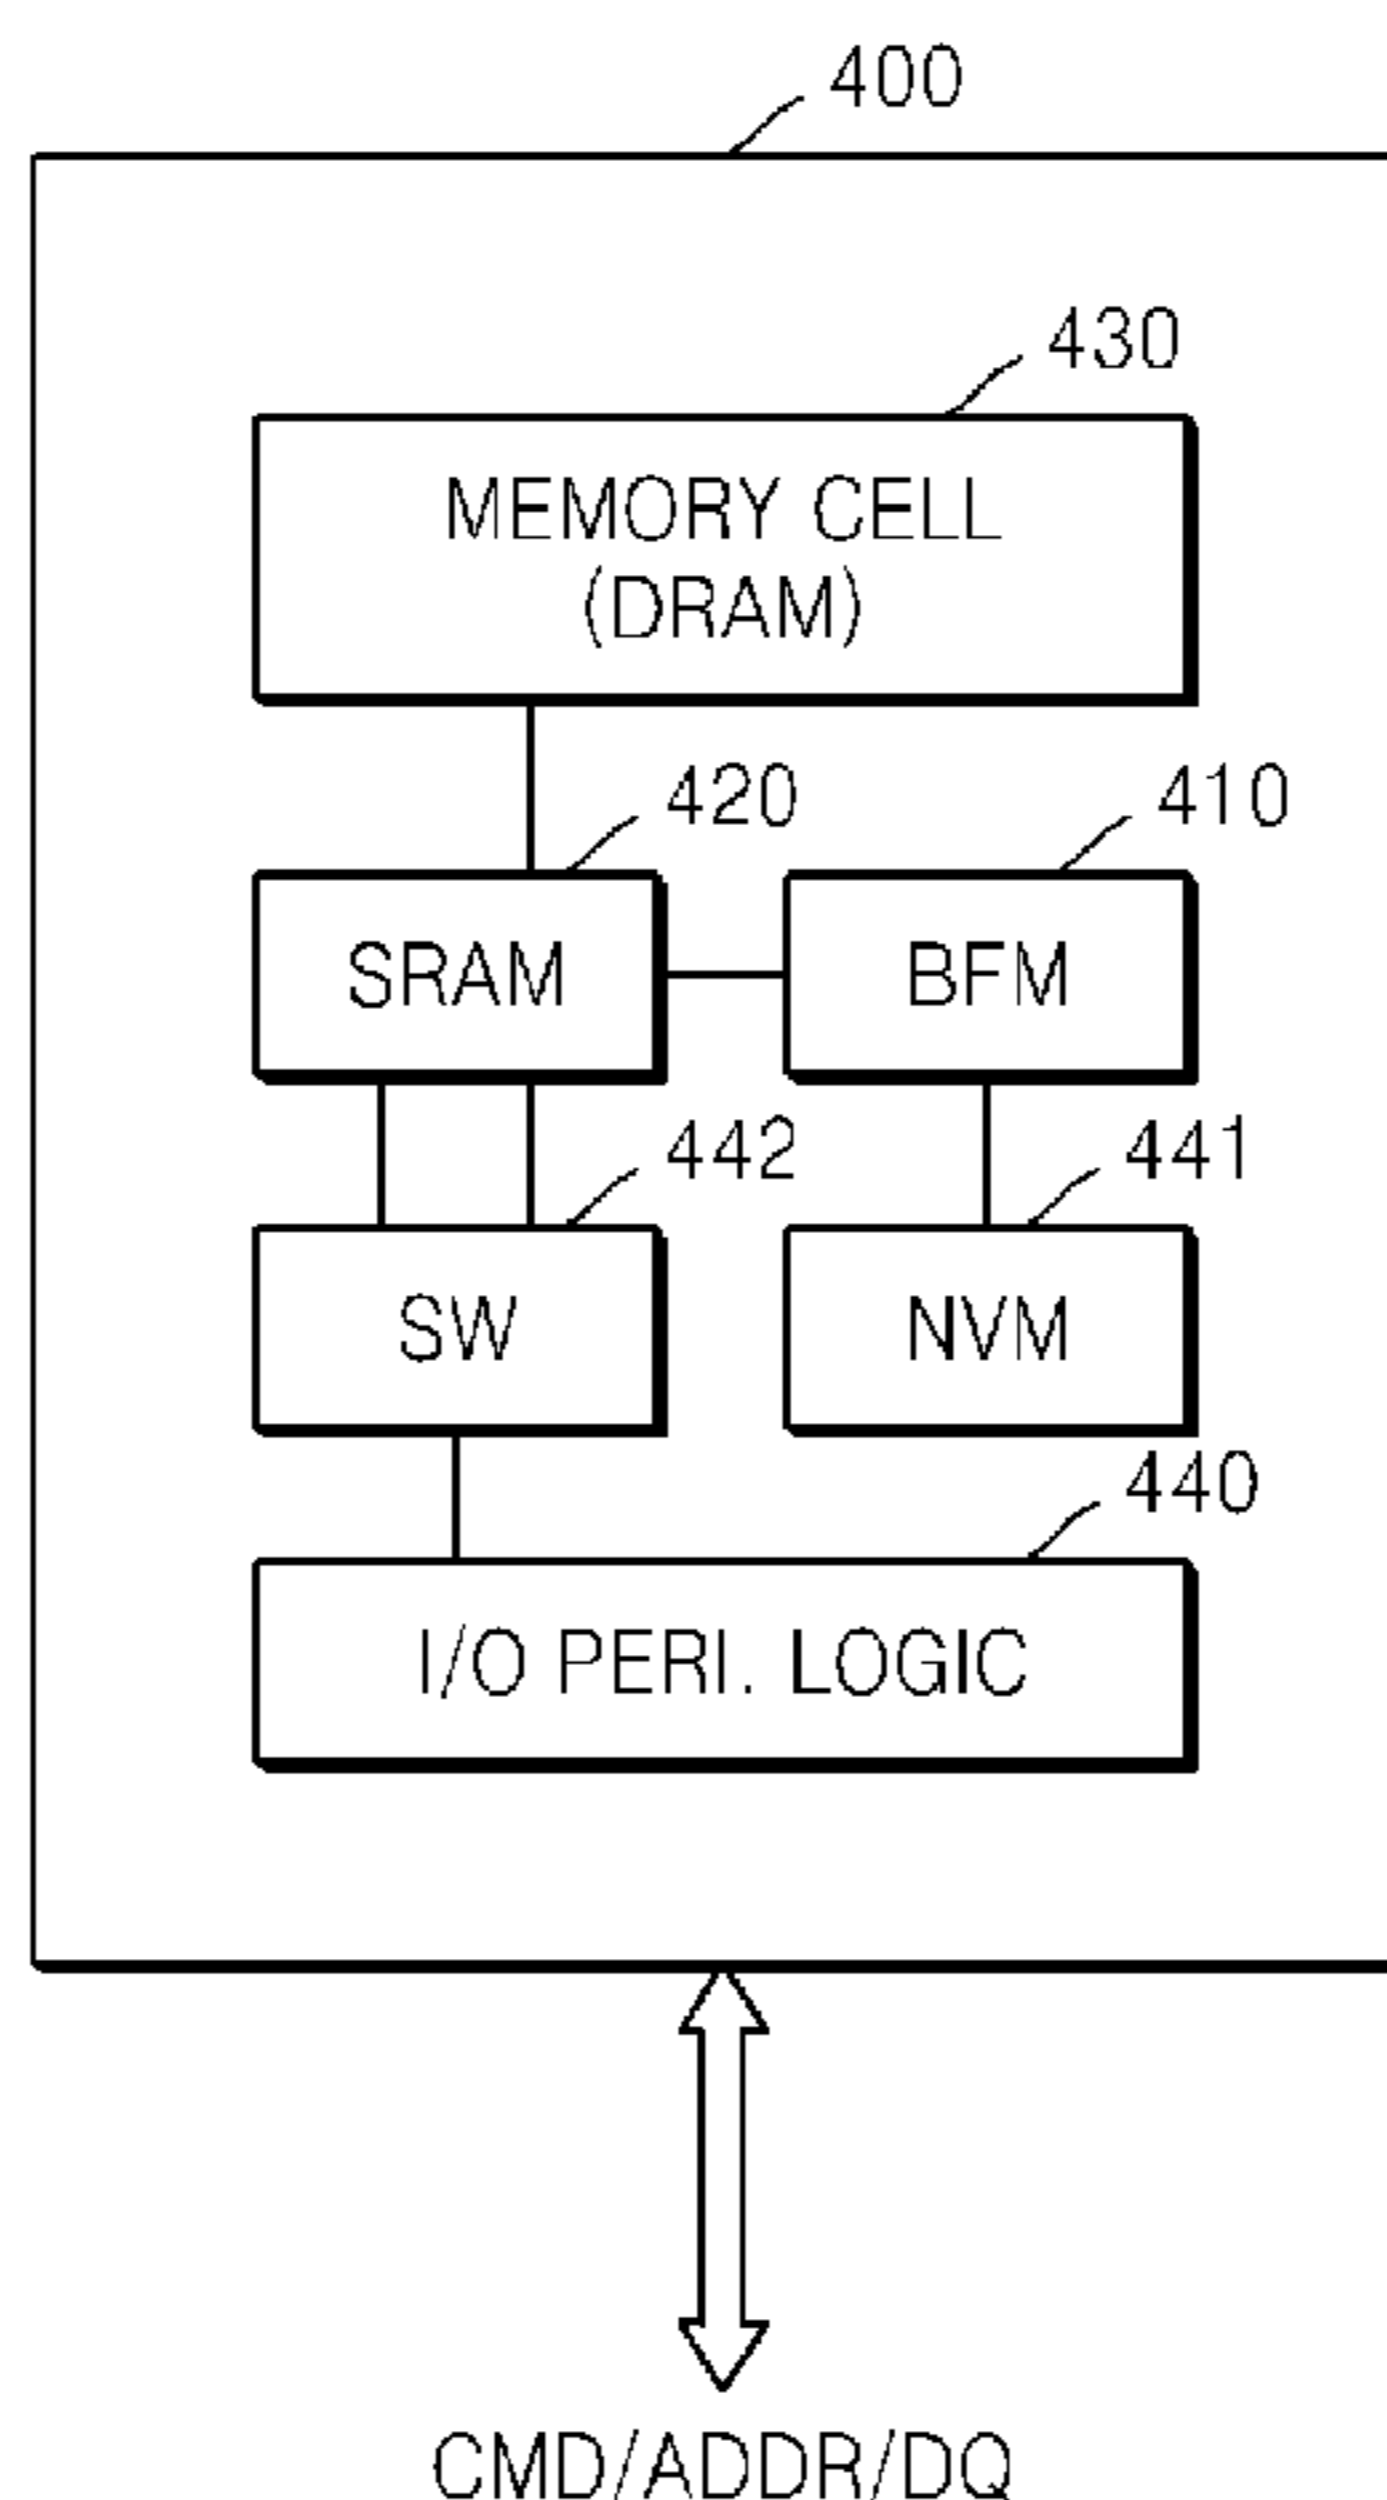 400
430
MEMORY CELL
(DRAM)
420
410
SRAM
BFM
442
441
SW
NVM
440
I/O PERI. LOGIC
CMD/ADDR/DQ